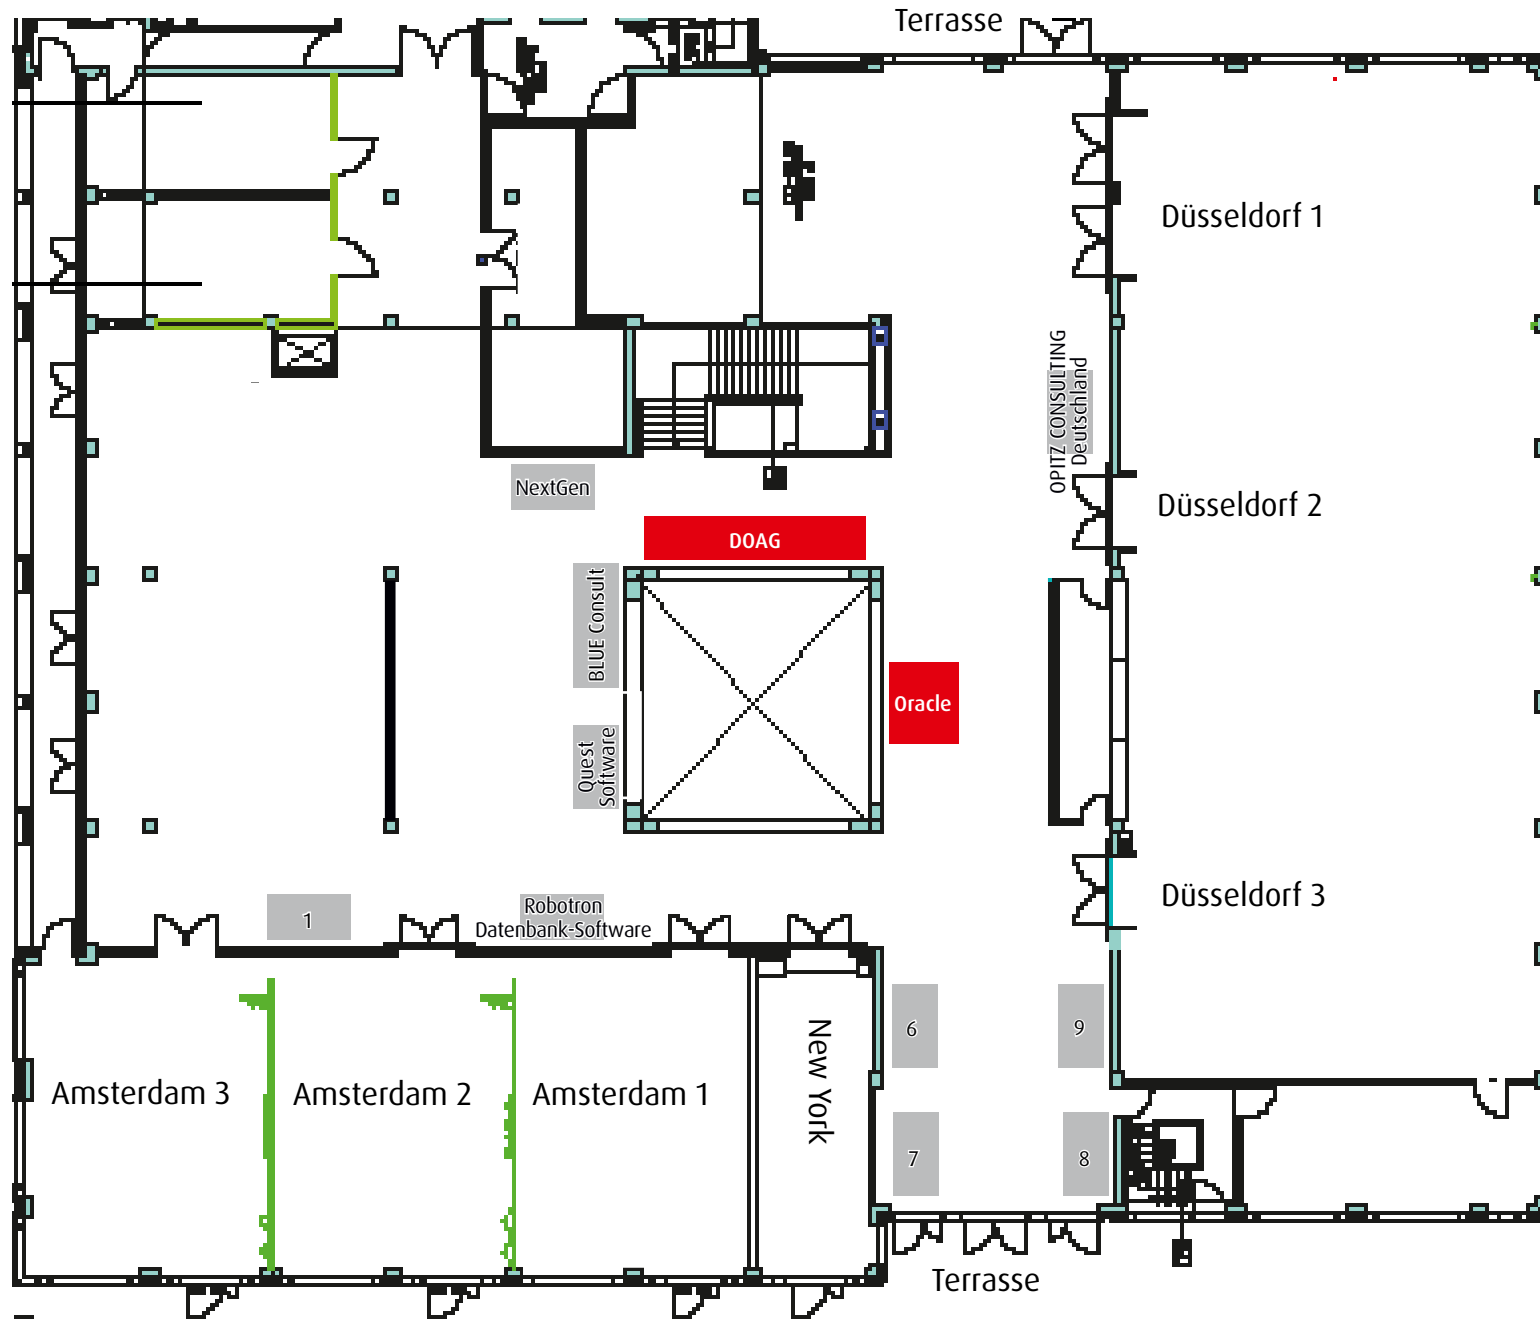 Terrasse
Düsseldorf 1
OPITZ CONSULTING
Deutschland
NextGen
Düsseldorf 2
DOAG
BLUE Consult
Oracle
Quest
Software
Düsseldorf 3
1
Robotron
Datenbank-Software
6
9
New York
Amsterdam 3
Amsterdam 2
Amsterdam 1
7
8
Terrasse